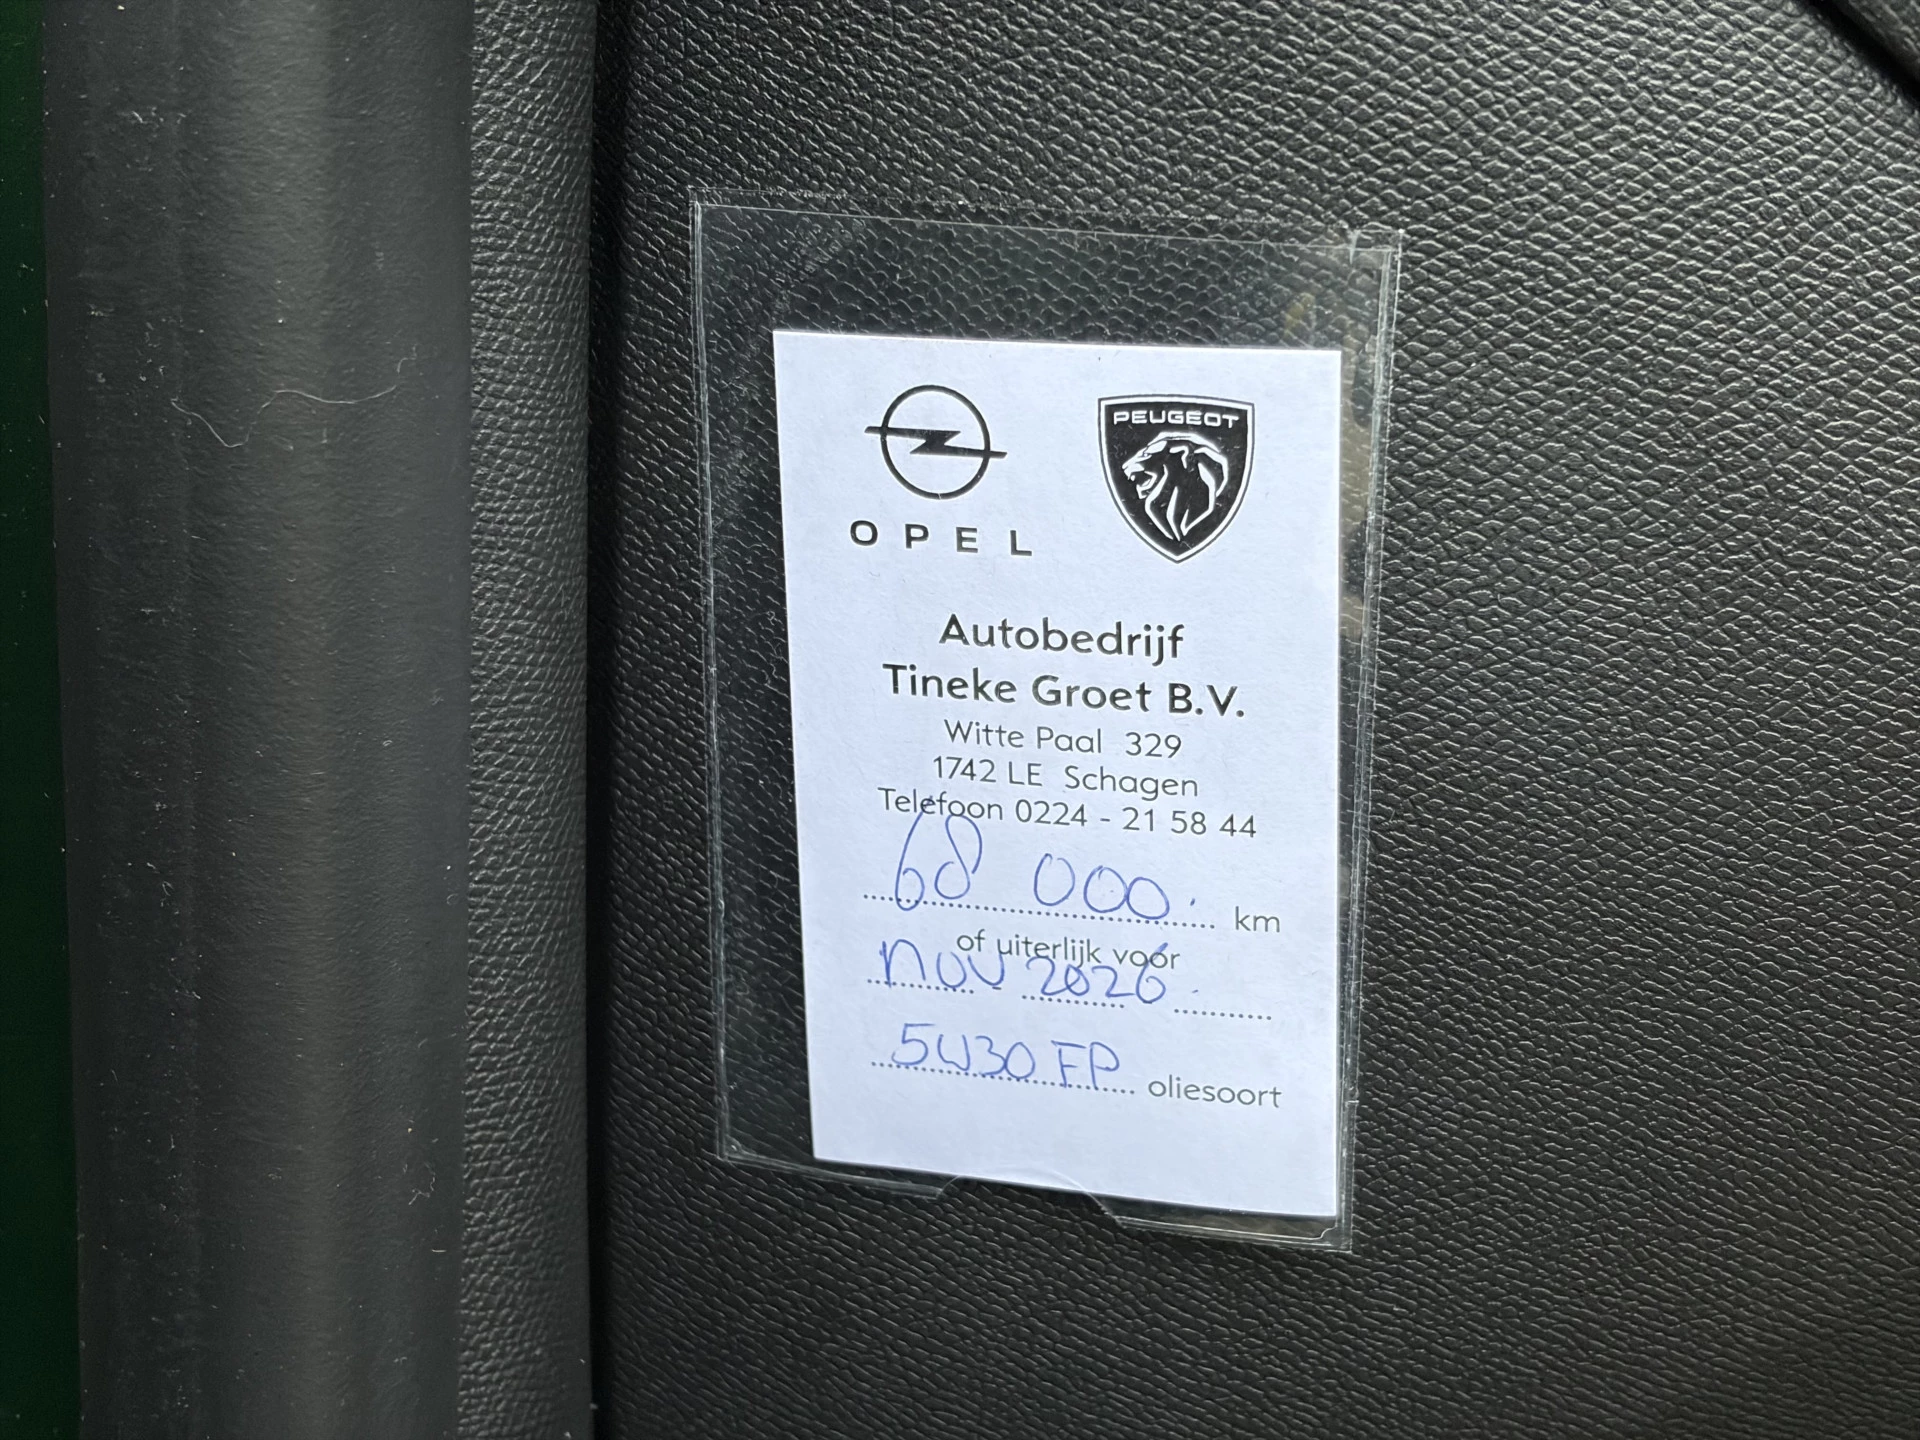 OPEL
PEUGEOT
Autobedrijf
Tineke Groet B.V.
Witte Paal 329
1742 LE Schagen
Telefoon 0224 - 21 58 44
68 000 km
of uiterlijk voor
nov 2026
5W30 FP oliesoort